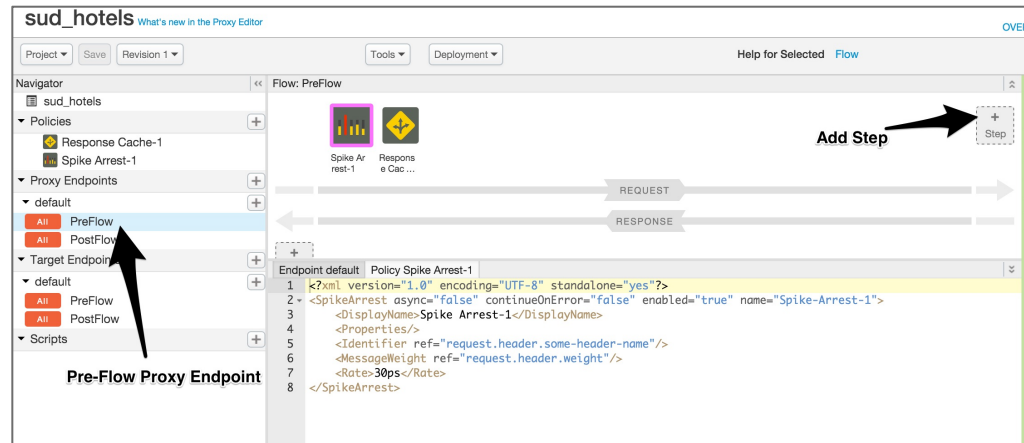 sud_hotels What's new in the Proxy Editor
OVE
Project Save Revision 1 Tools Deployment Help for Selected Flow
Navigator
sud_hotels
Policies
Response Cache-1
Spike Arrest-1
Proxy Endpoints
default
All PreFlow
All PostFlow
Target Endpoin
default
All PreFlow
All PostFlow
Scripts
Pre-Flow Proxy Endpoint
Flow: PreFlow
Spike Ar
rest-1
Respons
e Cac ...
Add Step
+
Step
REQUEST
RESPONSE
+
Endpoint default Policy Spike Arrest-1
1 <?xml version="1.0" encoding="UTF-8" standalone="yes"?>
2 <SpikeArrest async="false" continueOnError="false" enabled="true" name="Spike-Arrest-1">
3 <DisplayName>Spike Arrest-1</DisplayName>
4 <Properties/>
5 <Identifier ref="request.header.some-header-name"/>
6 <MessageWeight ref="request.header.weight"/>
7 <Rate>30ps</Rate>
8 </SpikeArrest>